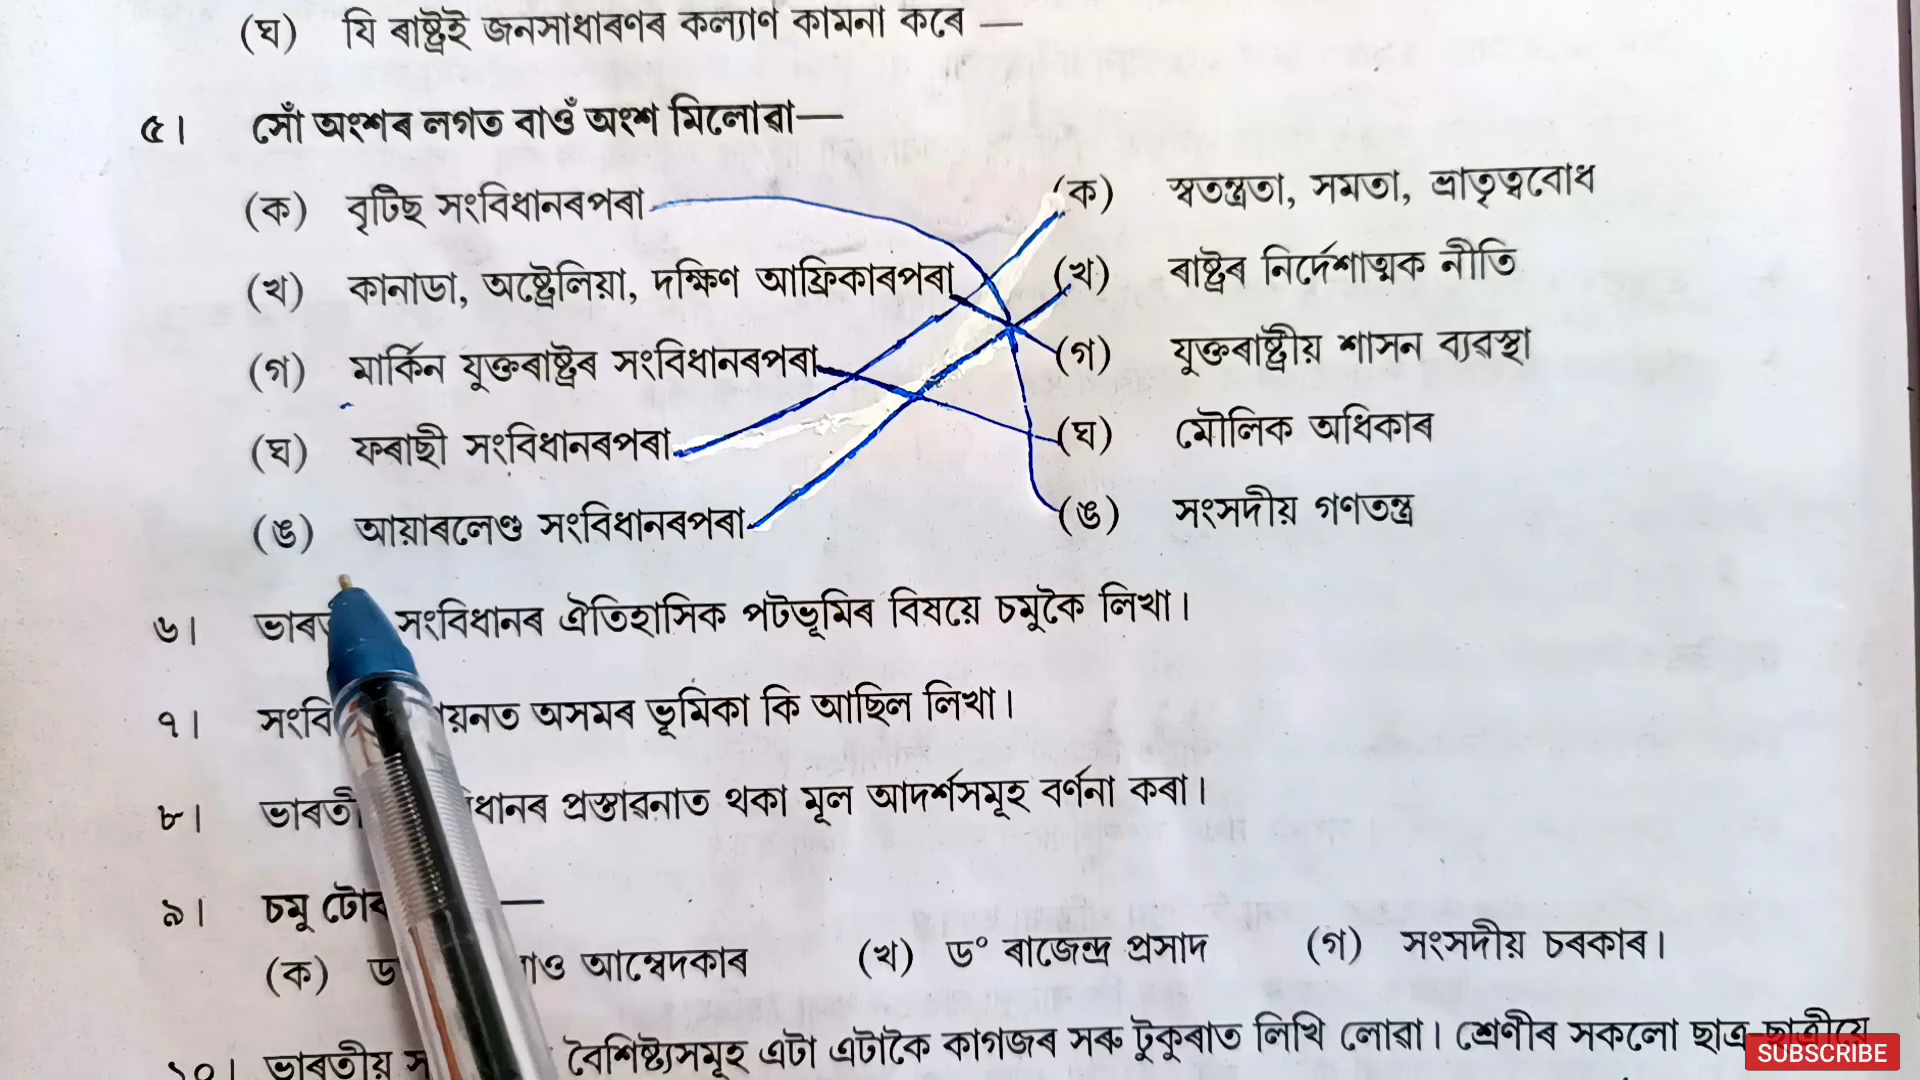 (ঘ) যি ৰাষ্ট্ৰই জনসাধাৰণৰ কল্যাণ কামনা কৰে —
৫। সোঁ অংশৰ লগত বাওঁ অংশ মিলোৱা—
(ক) বৃটিছ সংবিধানৰপৰা (ক) স্বতন্ত্ৰতা, সমতা, ভ্ৰাতৃত্ববোধ
(খ) কানাডা, অষ্ট্ৰেলিয়া, দক্ষিণ আফ্ৰিকাৰপৰা (খ) ৰাষ্ট্ৰৰ নিৰ্দেশাত্মক নীতি
(গ) মাৰ্কিন যুক্তৰাষ্ট্ৰৰ সংবিধানৰপৰা (গ) যুক্তৰাষ্ট্ৰীয় শাসন ব্যৱস্থা
(ঘ) ফৰাছী সংবিধানৰপৰা (ঘ) মৌলিক অধিকাৰ
(ঙ) আয়াৰলেণ্ড সংবিধানৰপৰা (ঙ) সংসদীয় গণতন্ত্ৰ
৬। সংবিধানৰ ঐতিহাসিক পটভূমিৰ বিষয়ে চমুকৈ লিখা।
৭। অসমৰ ভূমিকা কি আছিল লিখা।
৮। প্ৰস্তাৱনাত থকা মূল আদৰ্শসমূহ বৰ্ণনা কৰা।
৯। চমু —
(ক) আম্বেদকাৰ (খ) ড° ৰাজেন্দ্ৰ প্ৰসাদ (গ) সংসদীয় চৰকাৰ।
১০। ভাৰতীয় বৈশিষ্ট্যসমূহ এটা এটাকৈ কাগজৰ সৰু টুকুৰাত লিখি লোৱা। শ্ৰেণীৰ সকলো ছাত্ৰ-ছাত্ৰীয়ে
SUBSCRIBE